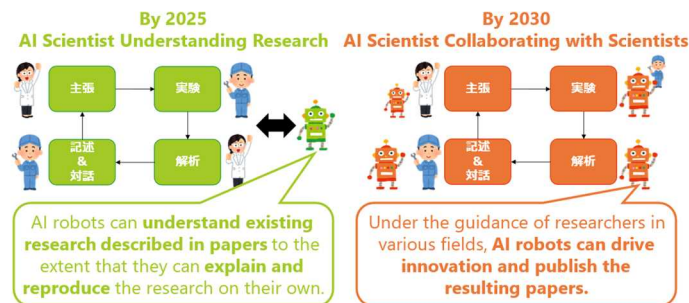 By 2025
AI Scientist Understanding Research
主張
実験
記述
&
対話
解析
AI robots can understand existing
research described in papers to the
extent that they can explain and
reproduce the research on their own.
By 2030
AI Scientist Collaborating with Scientists
主張
実験
記述
&
対話
解析
Under the guidance of researchers in
various fields, AI robots can drive
innovation and publish the
resulting papers.